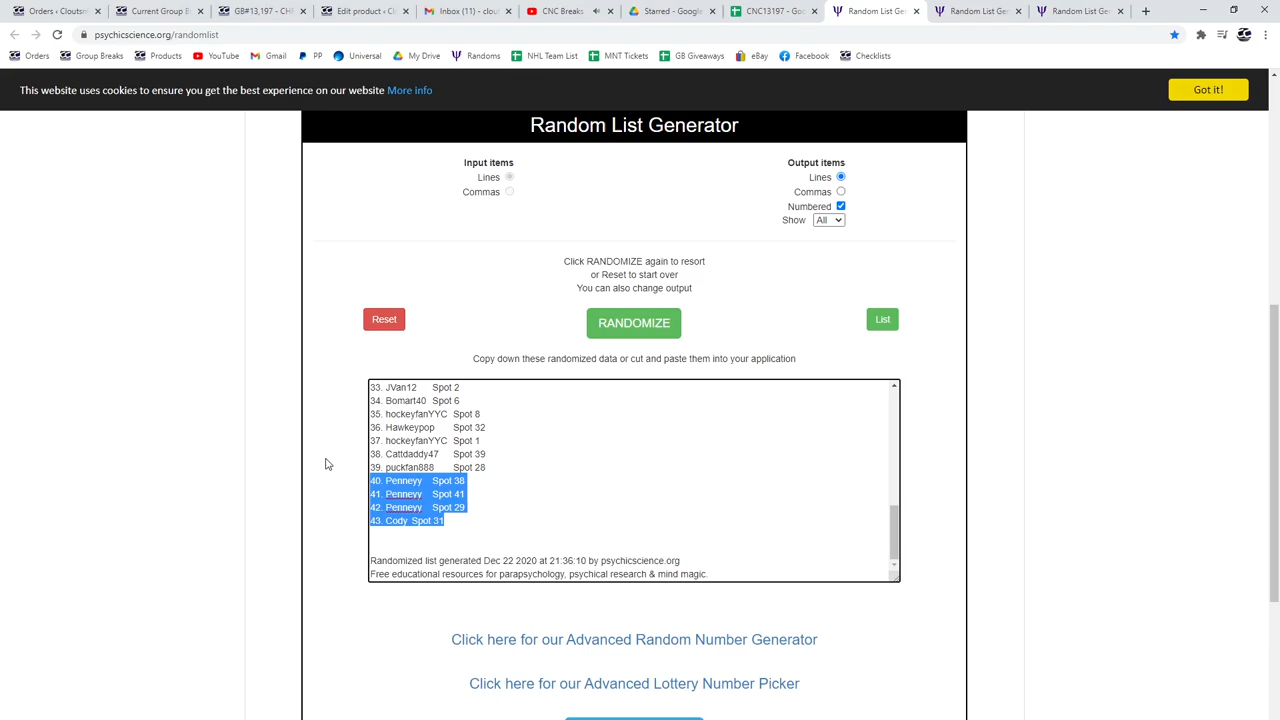 Orders · Clouts
Current Group B
GB#13,197 - CHE
Edit product · Cl
Inbox (11) - clou
CNC Breaks
Starred - Google
CNC13197 - Goo
Random List Ge
Random List Gen
Random List Gen
psychicscience.org/randomlist
Orders
Group Breaks
Products
YouTube
Gmail
PP
Universal
My Drive
Randoms
NHL Team List
MNT Tickets
GB Giveaways
eBay
Facebook
Checklists
This website uses cookies to ensure you get the best experience on our website More info
Got it!
Random List Generator
Input items
Lines
Commas
Output items
Lines
Commas
Numbered
Show All
Click RANDOMIZE again to resort
or Reset to start over
You can also change output
Reset
RANDOMIZE
List
Copy down these randomized data or cut and paste them into your application
33. JVan12 Spot 2
34. Bomart40 Spot 6
35. hockeyfanYYC Spot 8
36. Hawkeypop Spot 32
37. hockeyfanYYC Spot 1
38. Cattdaddy47 Spot 39
39. puckfan888 Spot 28
40. Penneyy Spot 38
41. Penneyy Spot 41
42. Penneyy Spot 29
43. Cody Spot 31
Randomized list generated Dec 22 2020 at 21:36:10 by psychicscience.org
Free educational resources for parapsychology, psychical research & mind magic.
Click here for our Advanced Random Number Generator
Click here for our Advanced Lottery Number Picker